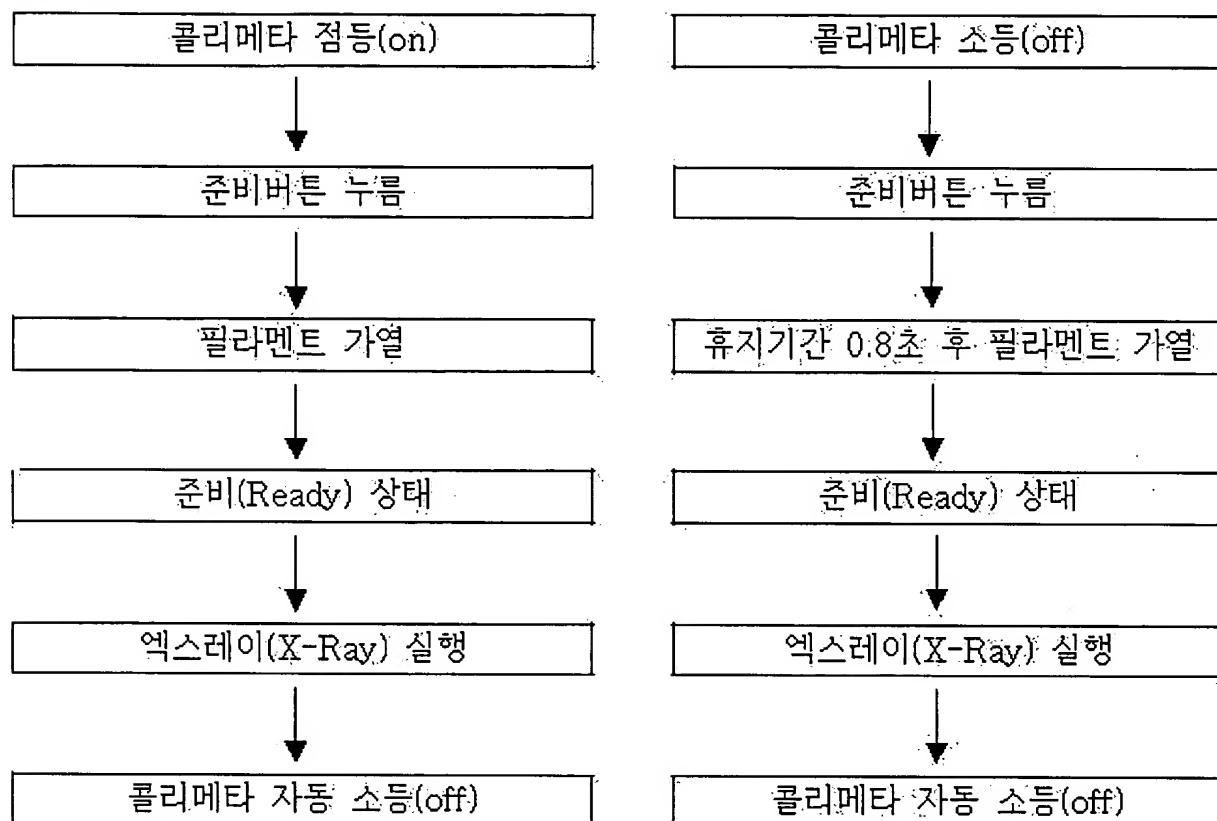 콜리메타 점등(on)
준비버튼 누름
필라멘트 가열
준비(Ready) 상태
엑스레이(X-Ray) 실행
콜리메타 자동 소등(off)
콜리메타 소등(off)
준비버튼 누름
휴지기간 0.8초 후 필라멘트 가열
준비(Ready) 상태
엑스레이(X-Ray) 실행
콜리메타 자동 소등(off)